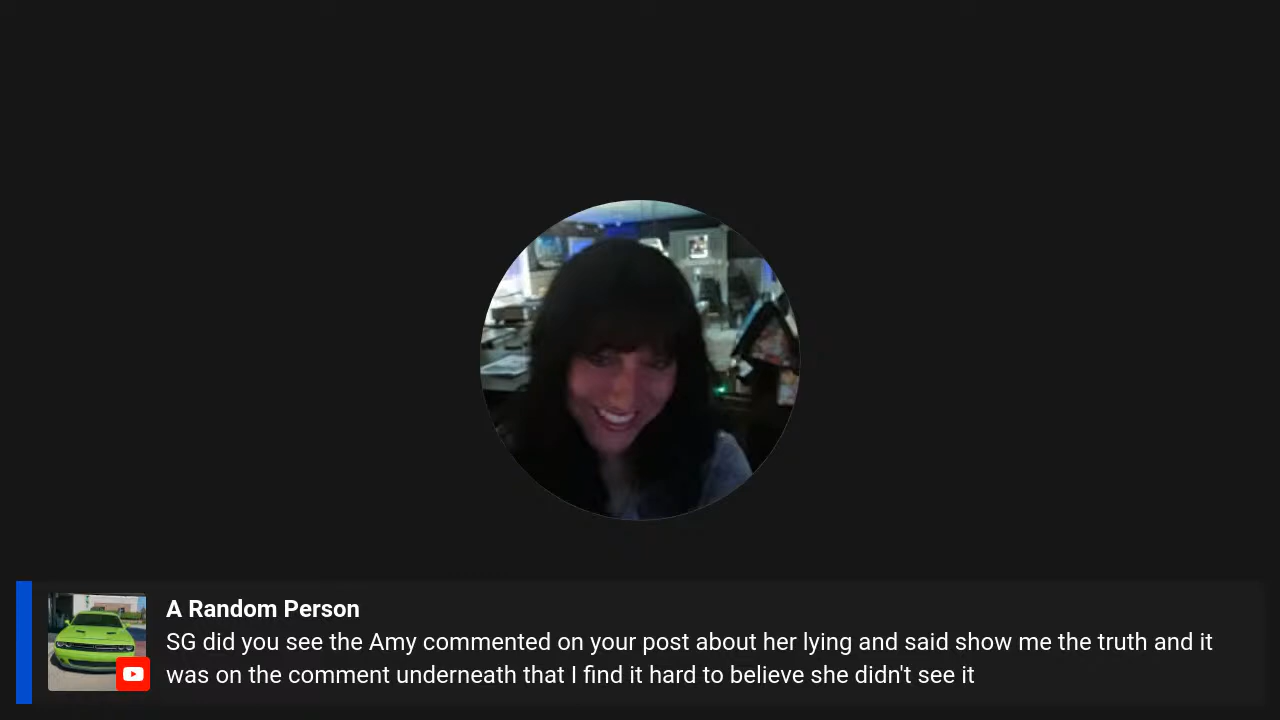 A Random Person
SG did you see the Amy commented on your post about her lying and said show me the truth and it
was on the comment underneath that I find it hard to believe she didn't see it